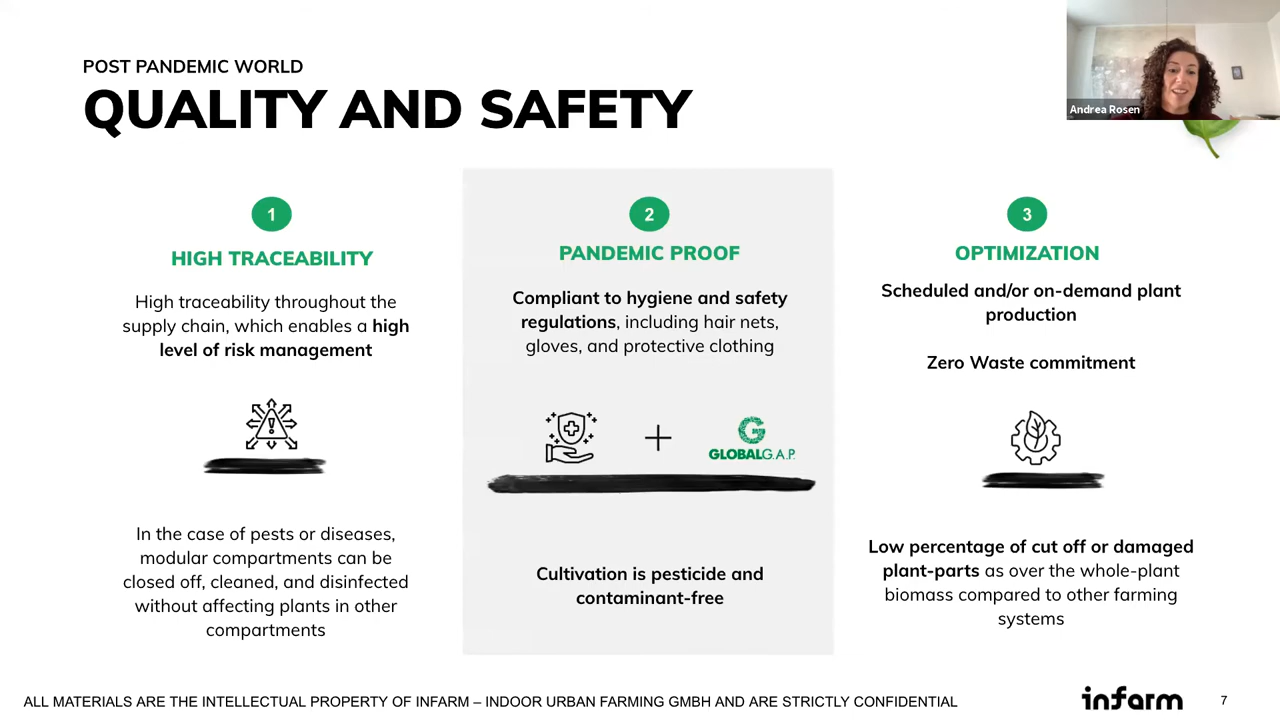 POST PANDEMIC WORLD
QUALITY AND SAFETY
Andrea Rosen
1
HIGH TRACEABILITY
High traceability throughout the
supply chain, which enables a high
level of risk management
In the case of pests or diseases,
modular compartments can be
closed off, cleaned, and disinfected
without affecting plants in other
compartments
2
PANDEMIC PROOF
Compliant to hygiene and safety
regulations, including hair nets,
gloves, and protective clothing
GLOBALG.A.P.
Cultivation is pesticide and
contaminant-free
3
OPTIMIZATION
Scheduled and/or on-demand plant
production
Zero Waste commitment
Low percentage of cut off or damaged
plant-parts as over the whole-plant
biomass compared to other farming
systems
ALL MATERIALS ARE THE INTELLECTUAL PROPERTY OF INFARM – INDOOR URBAN FARMING GMBH AND ARE STRICTLY CONFIDENTIAL
infarm
7